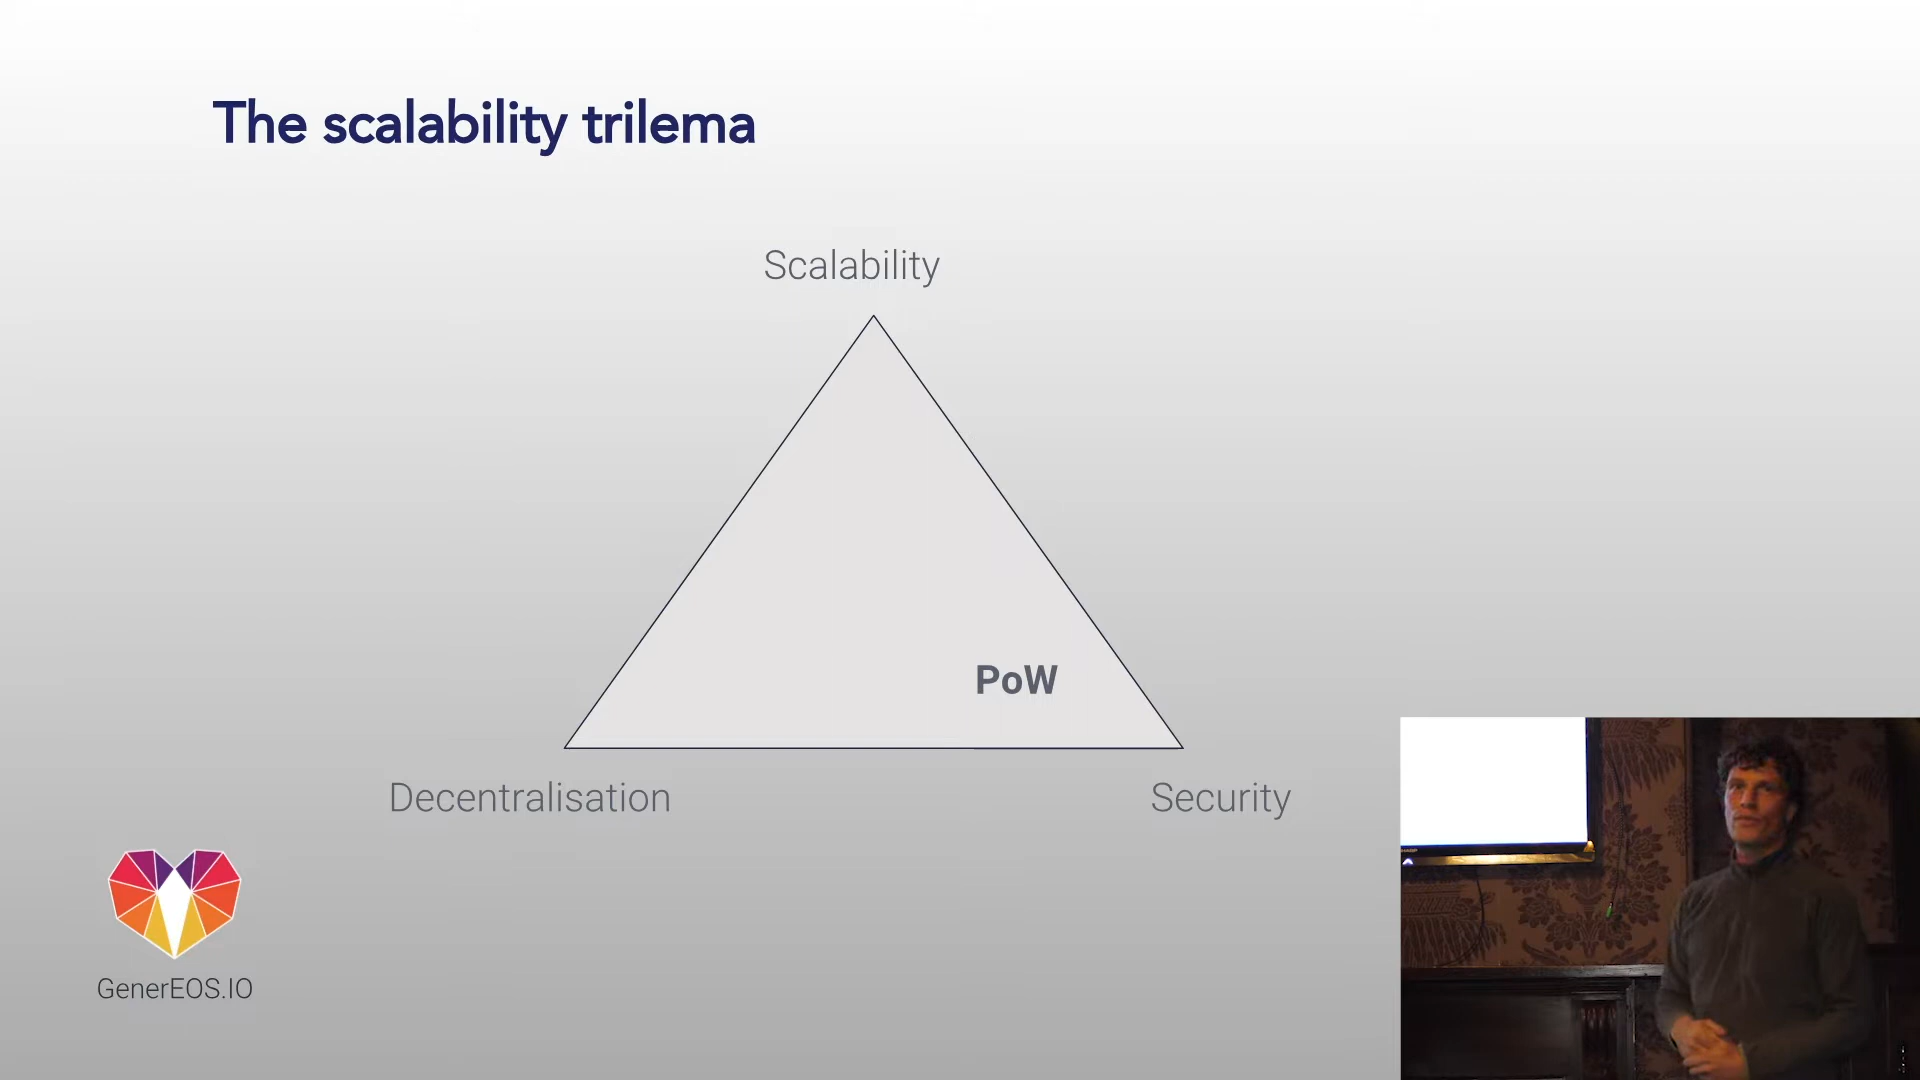 The scalability trilema
Scalability
PoW
Decentralisation
Security
GenerEOS.IO